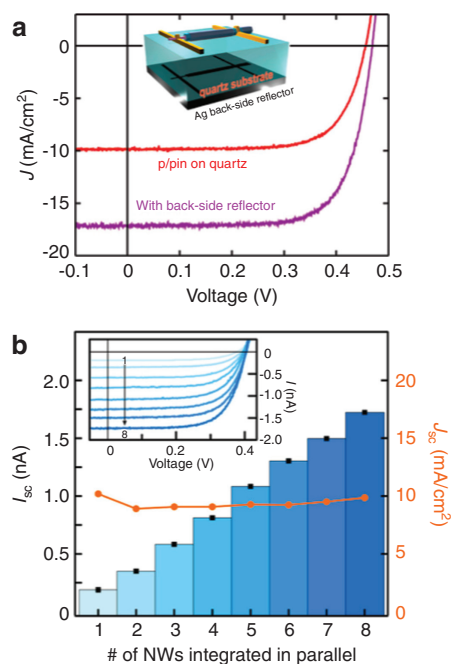 a
0
-5
-10
-15
-20
J (mA/cm²)
quartz substrate
Ag back-side reflector
p/pin on quartz
With back-side reflector
-0.1 0 0.1 0.2 0.3 0.4 0.5
Voltage (V)
b
2.0
1.5
1.0
0.5
0
I sc (nA)
1
8
0
-0.5
-1.0
-1.5
-2.0
I (nA)
0 0.2 0.4
Voltage (V)
20
15
10
5
0
J sc (mA/cm²)
1 2 3 4 5 6 7 8
# of NWs integrated in parallel